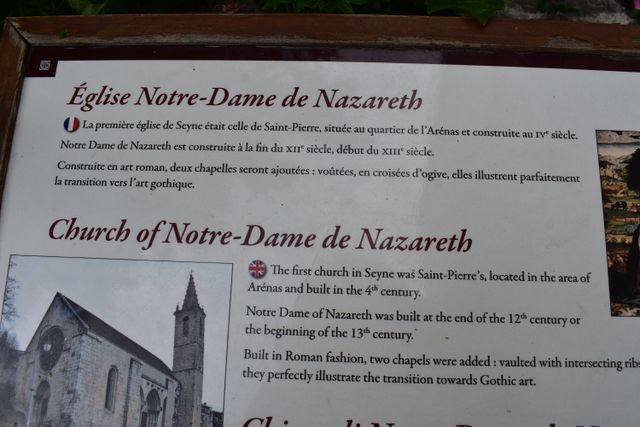 Église Notre-Dame de Nazareth
La première église de Seyne était celle de Saint-Pierre, située au quartier de l'Arénas et construite au IVe siècle.
Notre Dame de Nazareth est construite à la fin du XIIe siècle, début du XIIIe siècle.
Construite en art roman, deux chapelles seront ajoutées : voûtées, en croisées d'ogive, elles illustrent parfaitement
la transition vers l'art gothique.
Church of Notre-Dame de Nazareth
The first church in Seyne was Saint-Pierre's, located in the area of
Arénas and built in the 4th century.
Notre Dame of Nazareth was built at the end of the 12th century or
the beginning of the 13th century.
Built in Roman fashion, two chapels were added : vaulted with intersecting ribs
they perfectly illustrate the transition towards Gothic art.